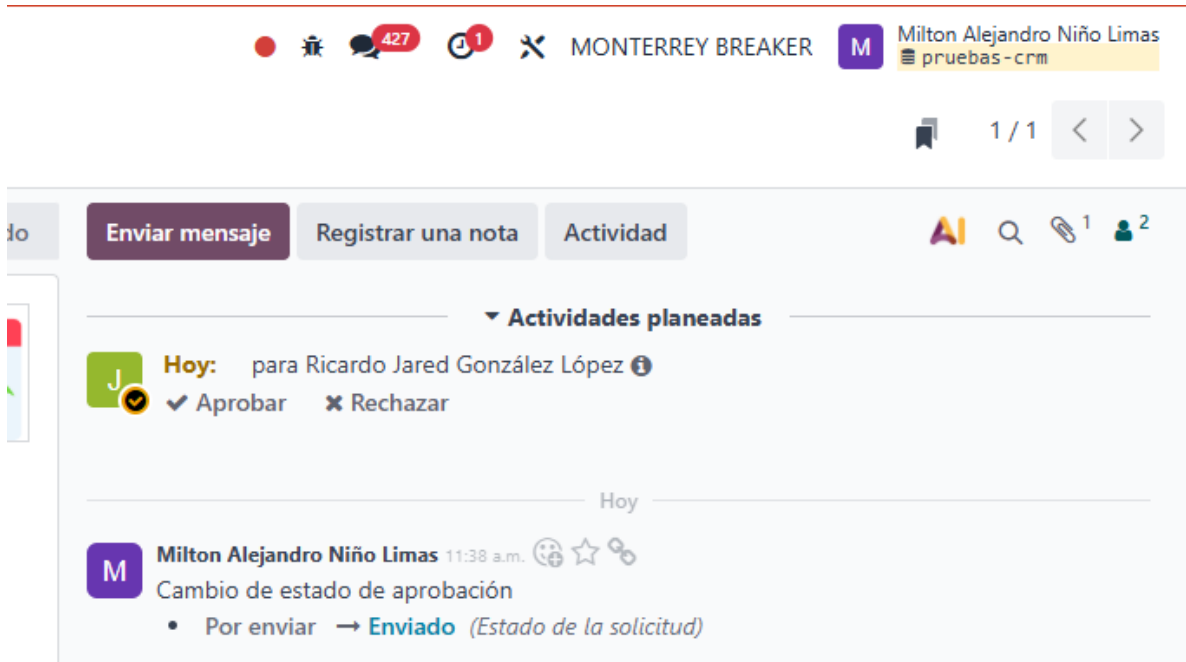 427
1
MONTERREY BREAKER
M
Milton Alejandro Niño Limas
pruebas-crm
1 / 1
do
Enviar mensaje
Registrar una nota
Actividad
AI
1
2
Actividades planeadas
J
Hoy: para Ricardo Jared González López
Aprobar
Rechazar
Hoy
M
Milton Alejandro Niño Limas 11:38 a.m.
Cambio de estado de aprobación
• Por enviar → Enviado (Estado de la solicitud)